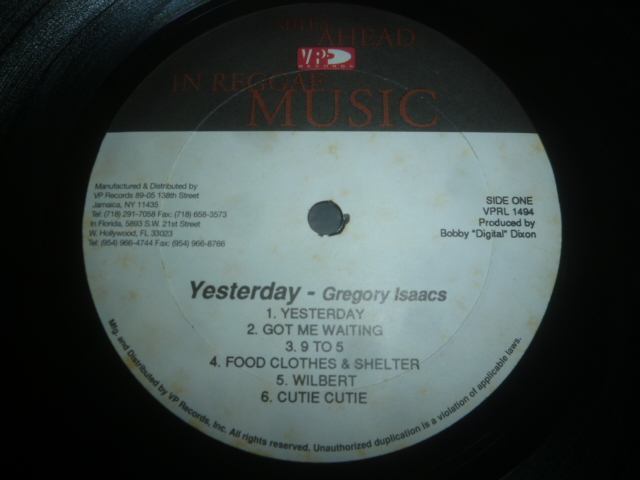 MILES
AHEAD
VP
RECORDS
IN REGGAE
MUSIC
Manufactured & Distributed by
VP Records 89-05 138th Street
Jamaica, NY 11435
Tel: (718) 291-7058 Fax: (718) 658-3573
in Florida, 5893 S.W. 21st Street
W. Hollywood, FL 33023
Tel: (954) 966-4744 Fax: (954) 966-8766
SIDE ONE
VPRL 1494
Produced by
Bobby "Digital" Dixon
Yesterday - Gregory Isaacs
1. YESTERDAY
2. GOT ME WAITING
3. 9 TO 5
4. FOOD CLOTHES & SHELTER
5. WILBERT
6. CUTIE CUTIE
Mfg. and Distributed by VP Records, Inc. All rights reserved. Unauthorized duplication is a violation of applicable laws.